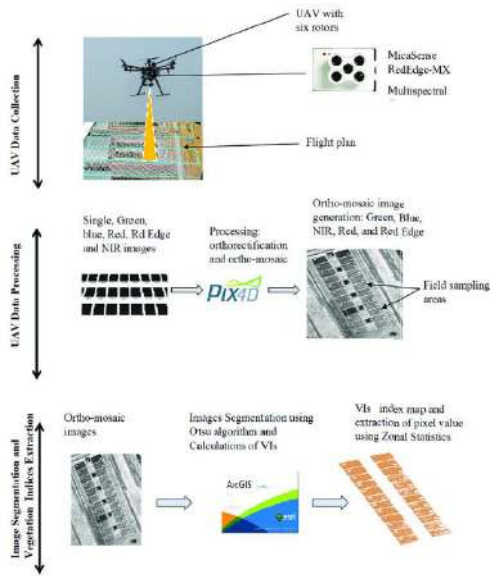 UAV Data Collection
UAV with
six rotors
MicaSense
RedEdge-MX
Multispectral
Flight plan
UAV Data Processing
Single, Green,
blue, Red, Rd Edge
and NIR images
Processing:
orthorectification
and ortho-mosaic
PIX4D
Ortho-mosaic image
generation: Green, Blue,
NIR, Red, and Red Edge
Field sampling
areas
Image Segmentation and
Vegetation Indices Extraction
Ortho-mosaic
images
Images Segmentation using
Otsu algorithm and
Calculations of VIs
ArcGIS
esri
VIs index map and
extraction of pixel value
using Zonal Statistics